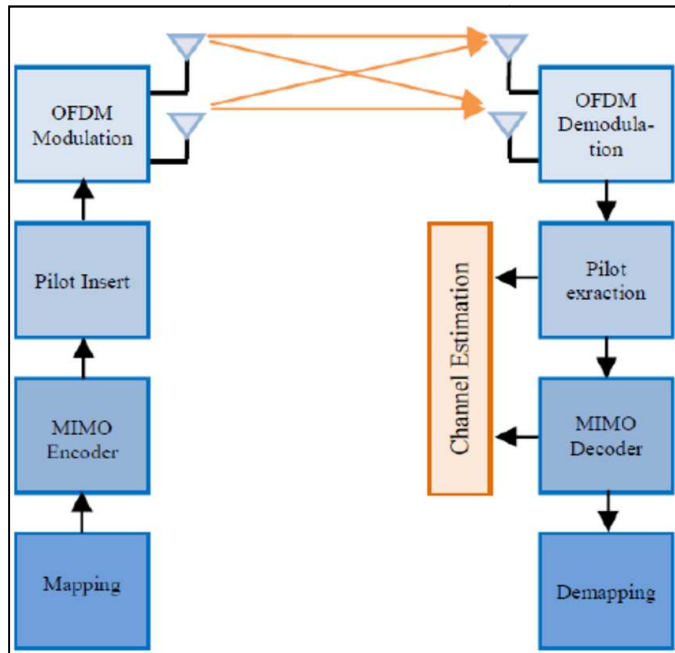 OFDM
Modulation
OFDM
Demodula-
tion
Pilot Insert
Pilot
exraction
Channel Estimation
MIMO
Encoder
MIMO
Decoder
Mapping
Demapping